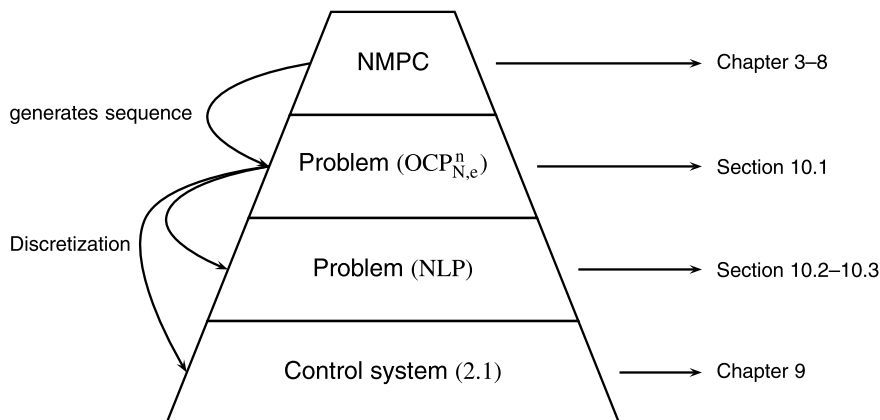 NMPC
Chapter 3–8
generates sequence
Problem (OCP^n_{N,e})
Section 10.1
Discretization
Problem (NLP)
Section 10.2–10.3
Control system (2.1)
Chapter 9